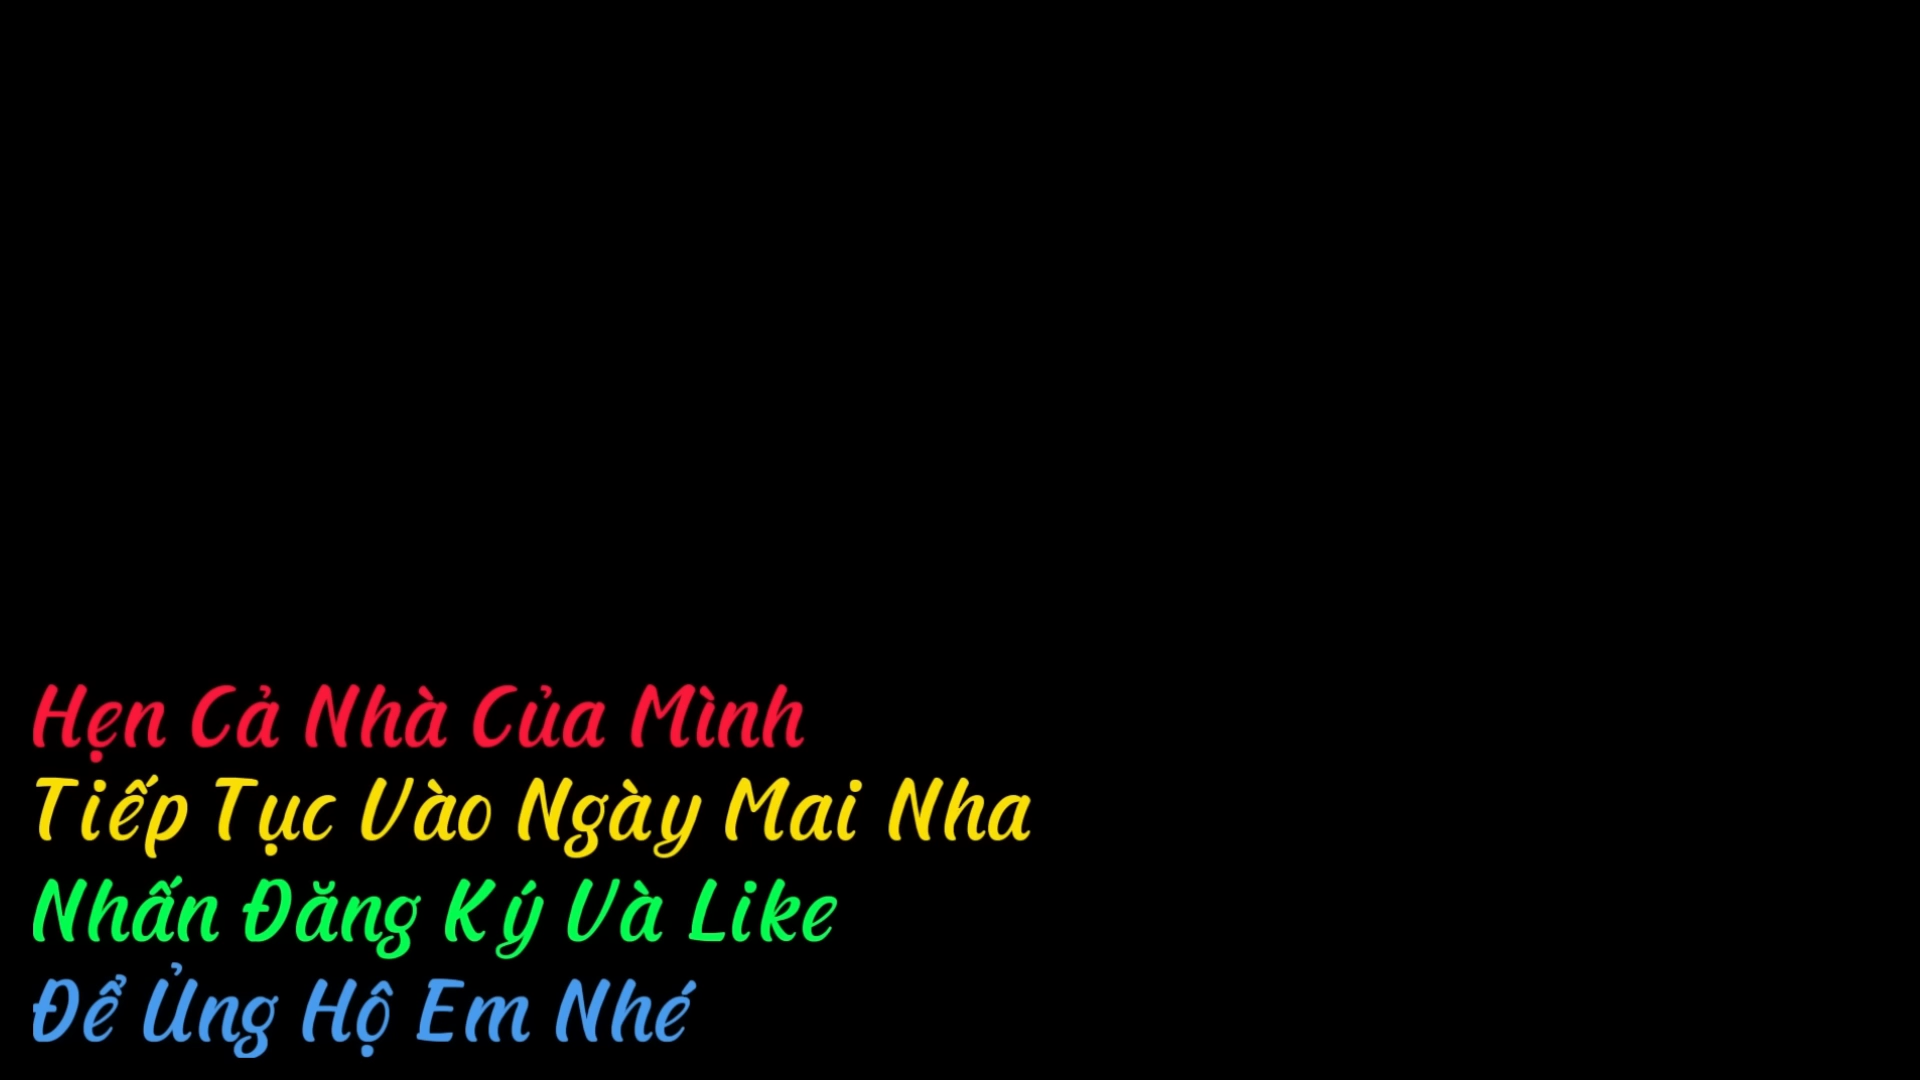 Hẹn Cả Nhà Của Mình
Tiếp Tục Vào Ngày Mai Nha
Nhấn Đăng Ký Và Like
Để Ủng Hộ Em Nhé